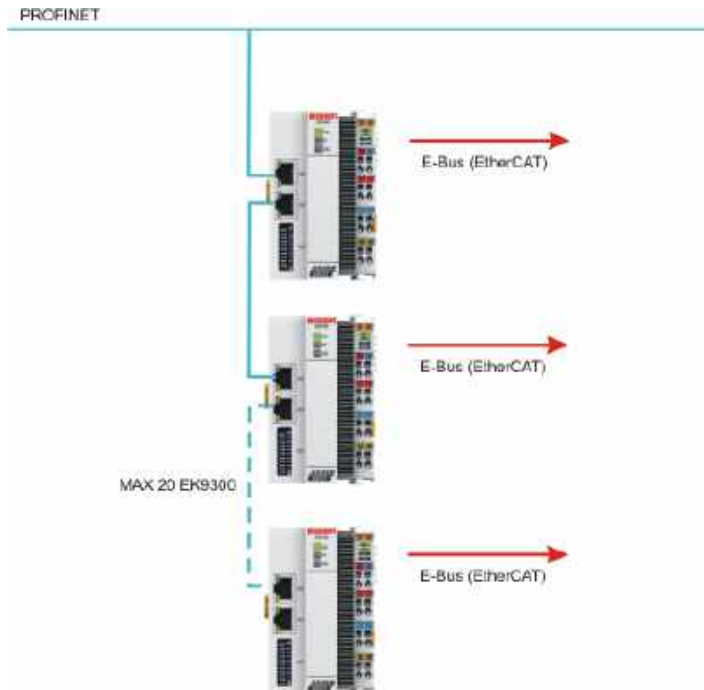 PROFINET
E-Bus (EtherCAT)
E-Bus (EtherCAT)
MAX 20 EK9300
E-Bus (EtherCAT)